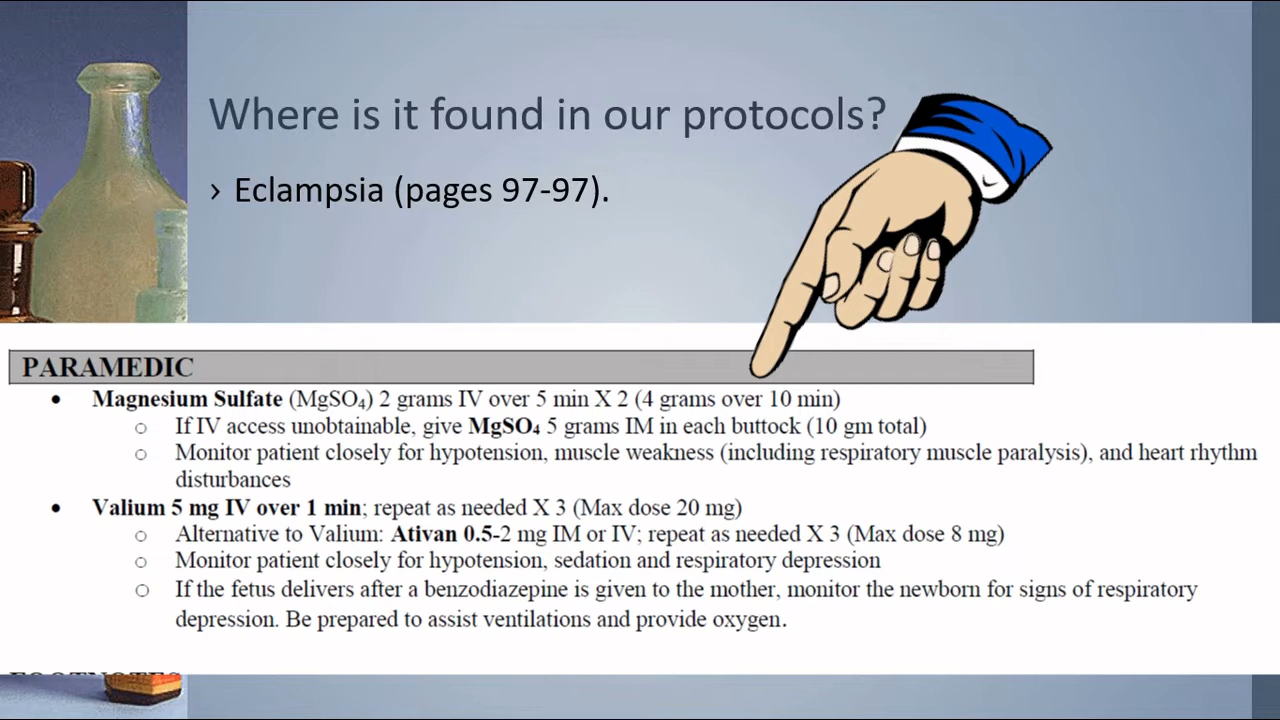 Where is it found in our protocols?
› Eclampsia (pages 97-97).
PARAMEDIC
• Magnesium Sulfate (MgSO₄) 2 grams IV over 5 min X 2 (4 grams over 10 min)
○ If IV access unobtainable, give MgSO₄ 5 grams IM in each buttock (10 gm total)
○ Monitor patient closely for hypotension, muscle weakness (including respiratory muscle paralysis), and heart rhythm
disturbances
• Valium 5 mg IV over 1 min; repeat as needed X 3 (Max dose 20 mg)
○ Alternative to Valium: Ativan 0.5-2 mg IM or IV; repeat as needed X 3 (Max dose 8 mg)
○ Monitor patient closely for hypotension, sedation and respiratory depression
○ If the fetus delivers after a benzodiazepine is given to the mother, monitor the newborn for signs of respiratory
depression. Be prepared to assist ventilations and provide oxygen.